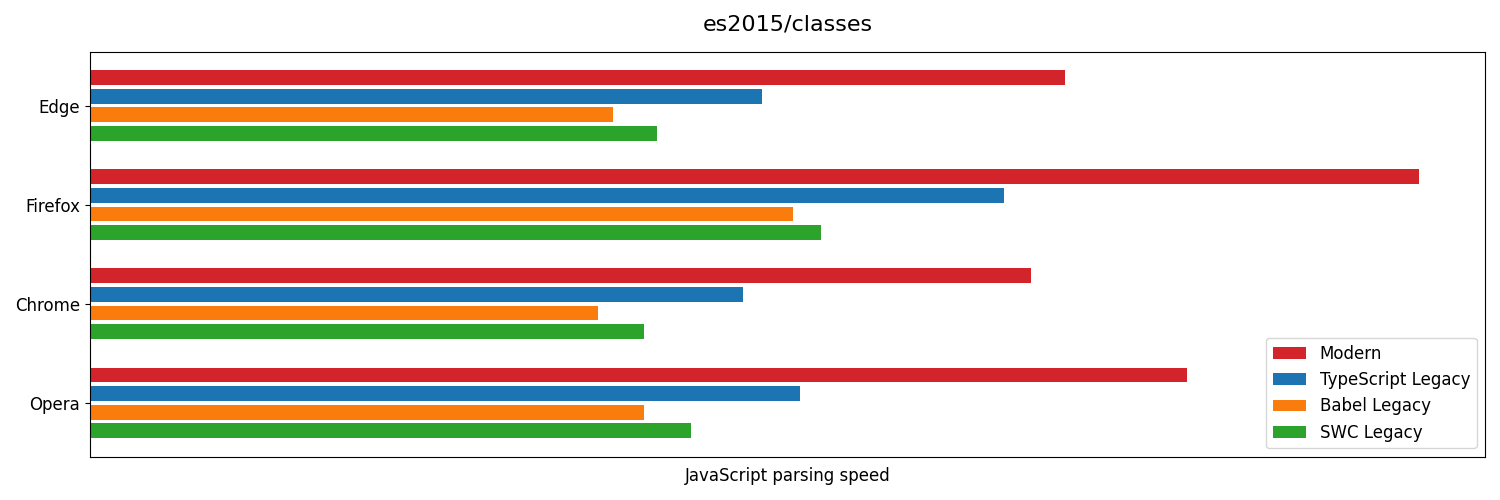 es2015/classes
Edge
Firefox
Chrome
Opera
Modern
TypeScript Legacy
Babel Legacy
SWC Legacy
JavaScript parsing speed